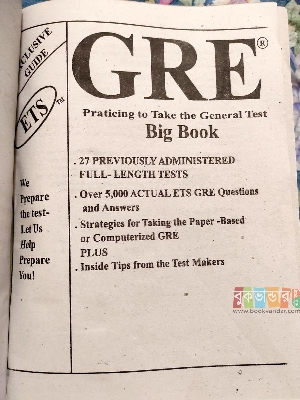 EXCLUSIVE
GUIDE
ETS™
We
Prepare
the test-
Let Us
Help
Prepare
You!
GRE®
Praticing to Take the General Test
Big Book
. 27 PREVIOUSLY ADMINISTERED
FULL- LENGTH TESTS
. Over 5,000 ACTUAL ETS GRE Questions
and Answers
. Strategies for Taking the Paper -Based
or Computerized GRE
PLUS
. Inside Tips from the Test Makers
বুকভান্ডার
www.bookvandar.com